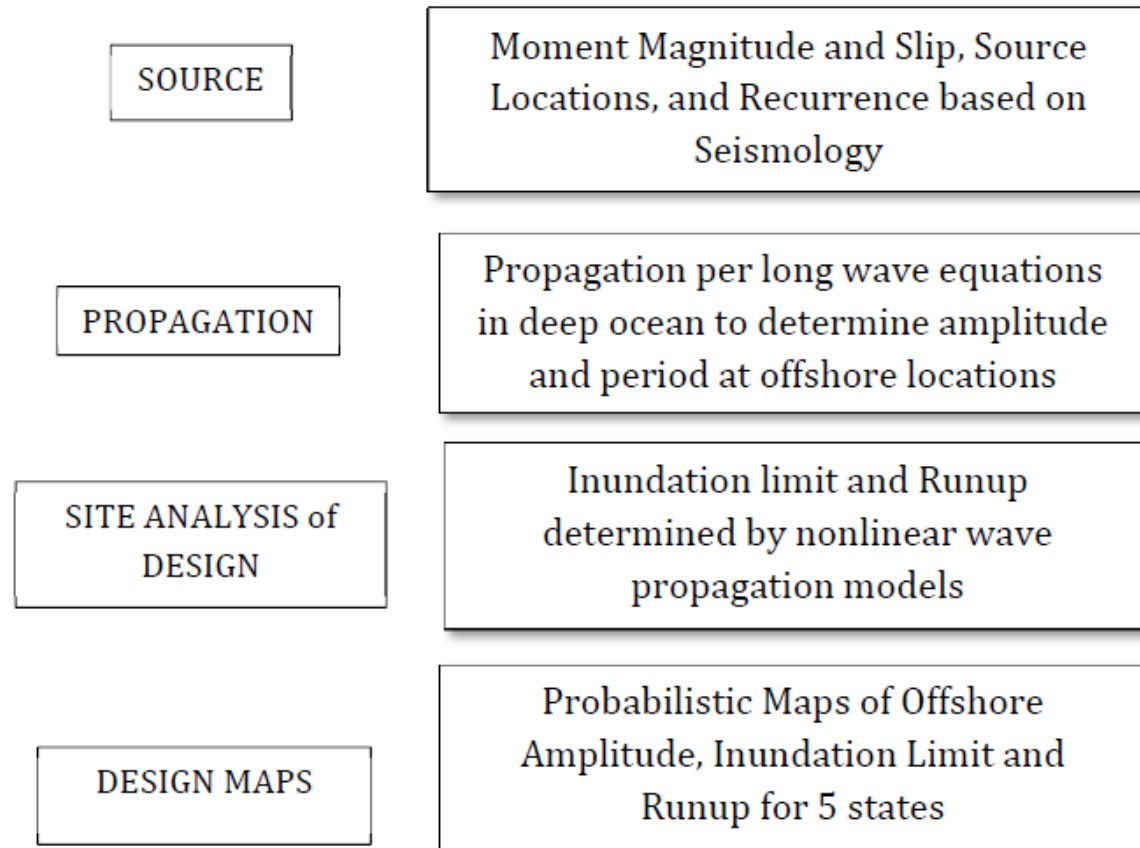 SOURCE
Moment Magnitude and Slip, Source
Locations, and Recurrence based on
Seismology
PROPAGATION
Propagation per long wave equations
in deep ocean to determine amplitude
and period at offshore locations
SITE ANALYSIS of
DESIGN
Inundation limit and Runup
determined by nonlinear wave
propagation models
DESIGN MAPS
Probabilistic Maps of Offshore
Amplitude, Inundation Limit and
Runup for 5 states